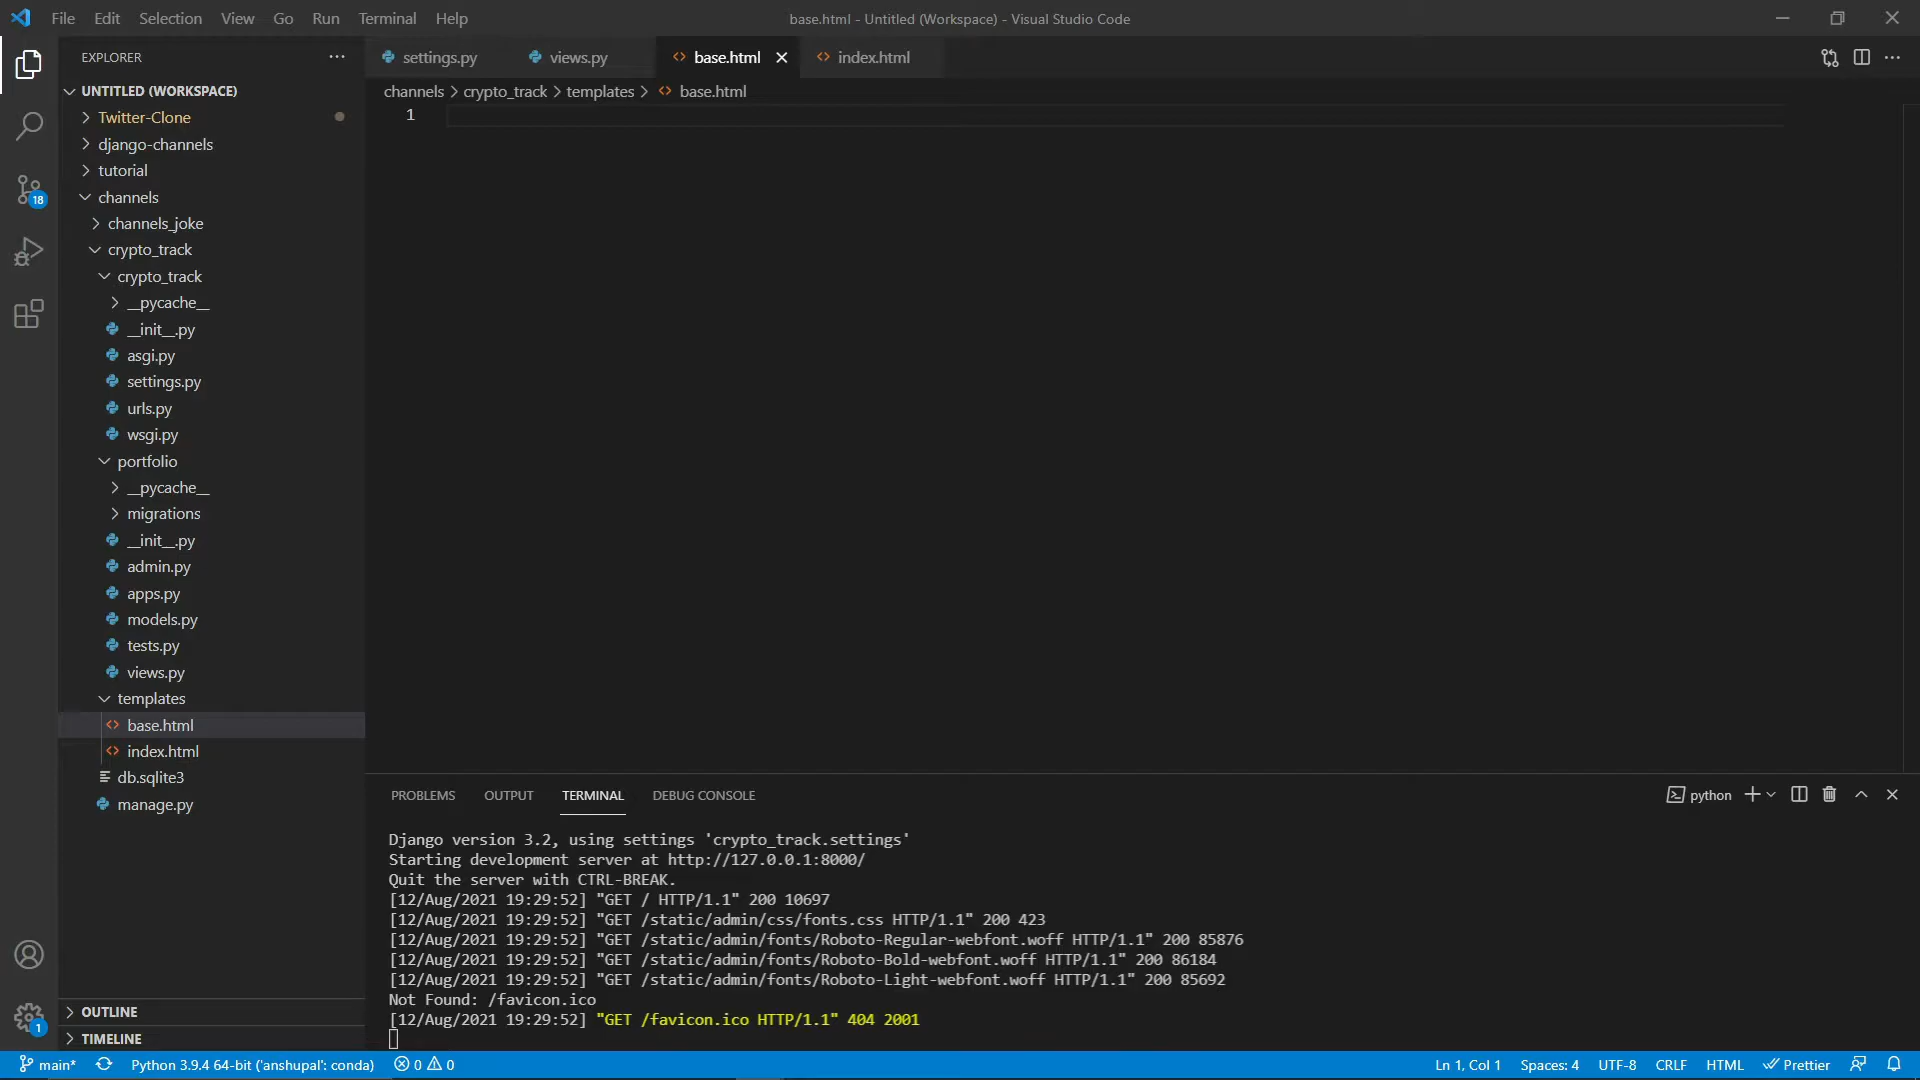 File Edit Selection View Go Run Terminal Help
base.html - Untitled (Workspace) - Visual Studio Code
EXPLORER
UNTITLED (WORKSPACE)
Twitter-Clone
django-channels
tutorial
channels
channels_joke
crypto_track
crypto_track
__pycache__
__init__.py
asgi.py
settings.py
urls.py
wsgi.py
portfolio
__pycache__
migrations
__init__.py
admin.py
apps.py
models.py
tests.py
views.py
templates
base.html
index.html
db.sqlite3
manage.py
OUTLINE
TIMELINE
18
1
settings.py views.py base.html index.html
channels > crypto_track > templates > base.html
1
PROBLEMS OUTPUT TERMINAL DEBUG CONSOLE
python
Django version 3.2, using settings 'crypto_track.settings'
Starting development server at http://127.0.0.1:8000/
Quit the server with CTRL-BREAK.
[12/Aug/2021 19:29:52] "GET / HTTP/1.1" 200 10697
[12/Aug/2021 19:29:52] "GET /static/admin/css/fonts.css HTTP/1.1" 200 423
[12/Aug/2021 19:29:52] "GET /static/admin/fonts/Roboto-Regular-webfont.woff HTTP/1.1" 200 85876
[12/Aug/2021 19:29:52] "GET /static/admin/fonts/Roboto-Bold-webfont.woff HTTP/1.1" 200 86184
[12/Aug/2021 19:29:52] "GET /static/admin/fonts/Roboto-Light-webfont.woff HTTP/1.1" 200 85692
Not Found: /favicon.ico
[12/Aug/2021 19:29:52] "GET /favicon.ico HTTP/1.1" 404 2001
main* Python 3.9.4 64-bit ('anshupal': conda) 0 0 Ln 1, Col 1 Spaces: 4 UTF-8 CRLF HTML Prettier